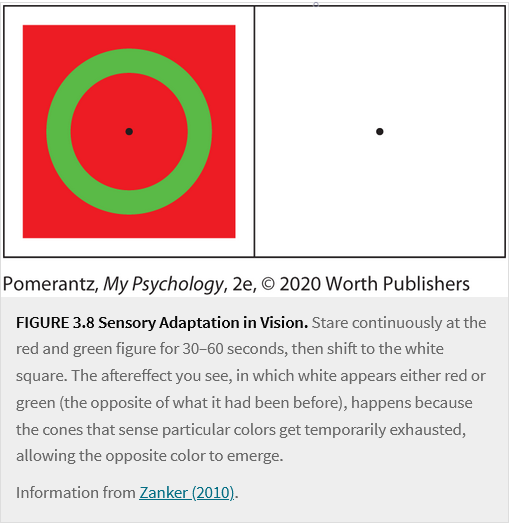 Pomerantz, My Psychology, 2e, © 2020 Worth Publishers
FIGURE 3.8 Sensory Adaptation in Vision. Stare continuously at the
red and green figure for 30–60 seconds, then shift to the white
square. The aftereffect you see, in which white appears either red or
green (the opposite of what it had been before), happens because
the cones that sense particular colors get temporarily exhausted,
allowing the opposite color to emerge.
Information from Zanker (2010).